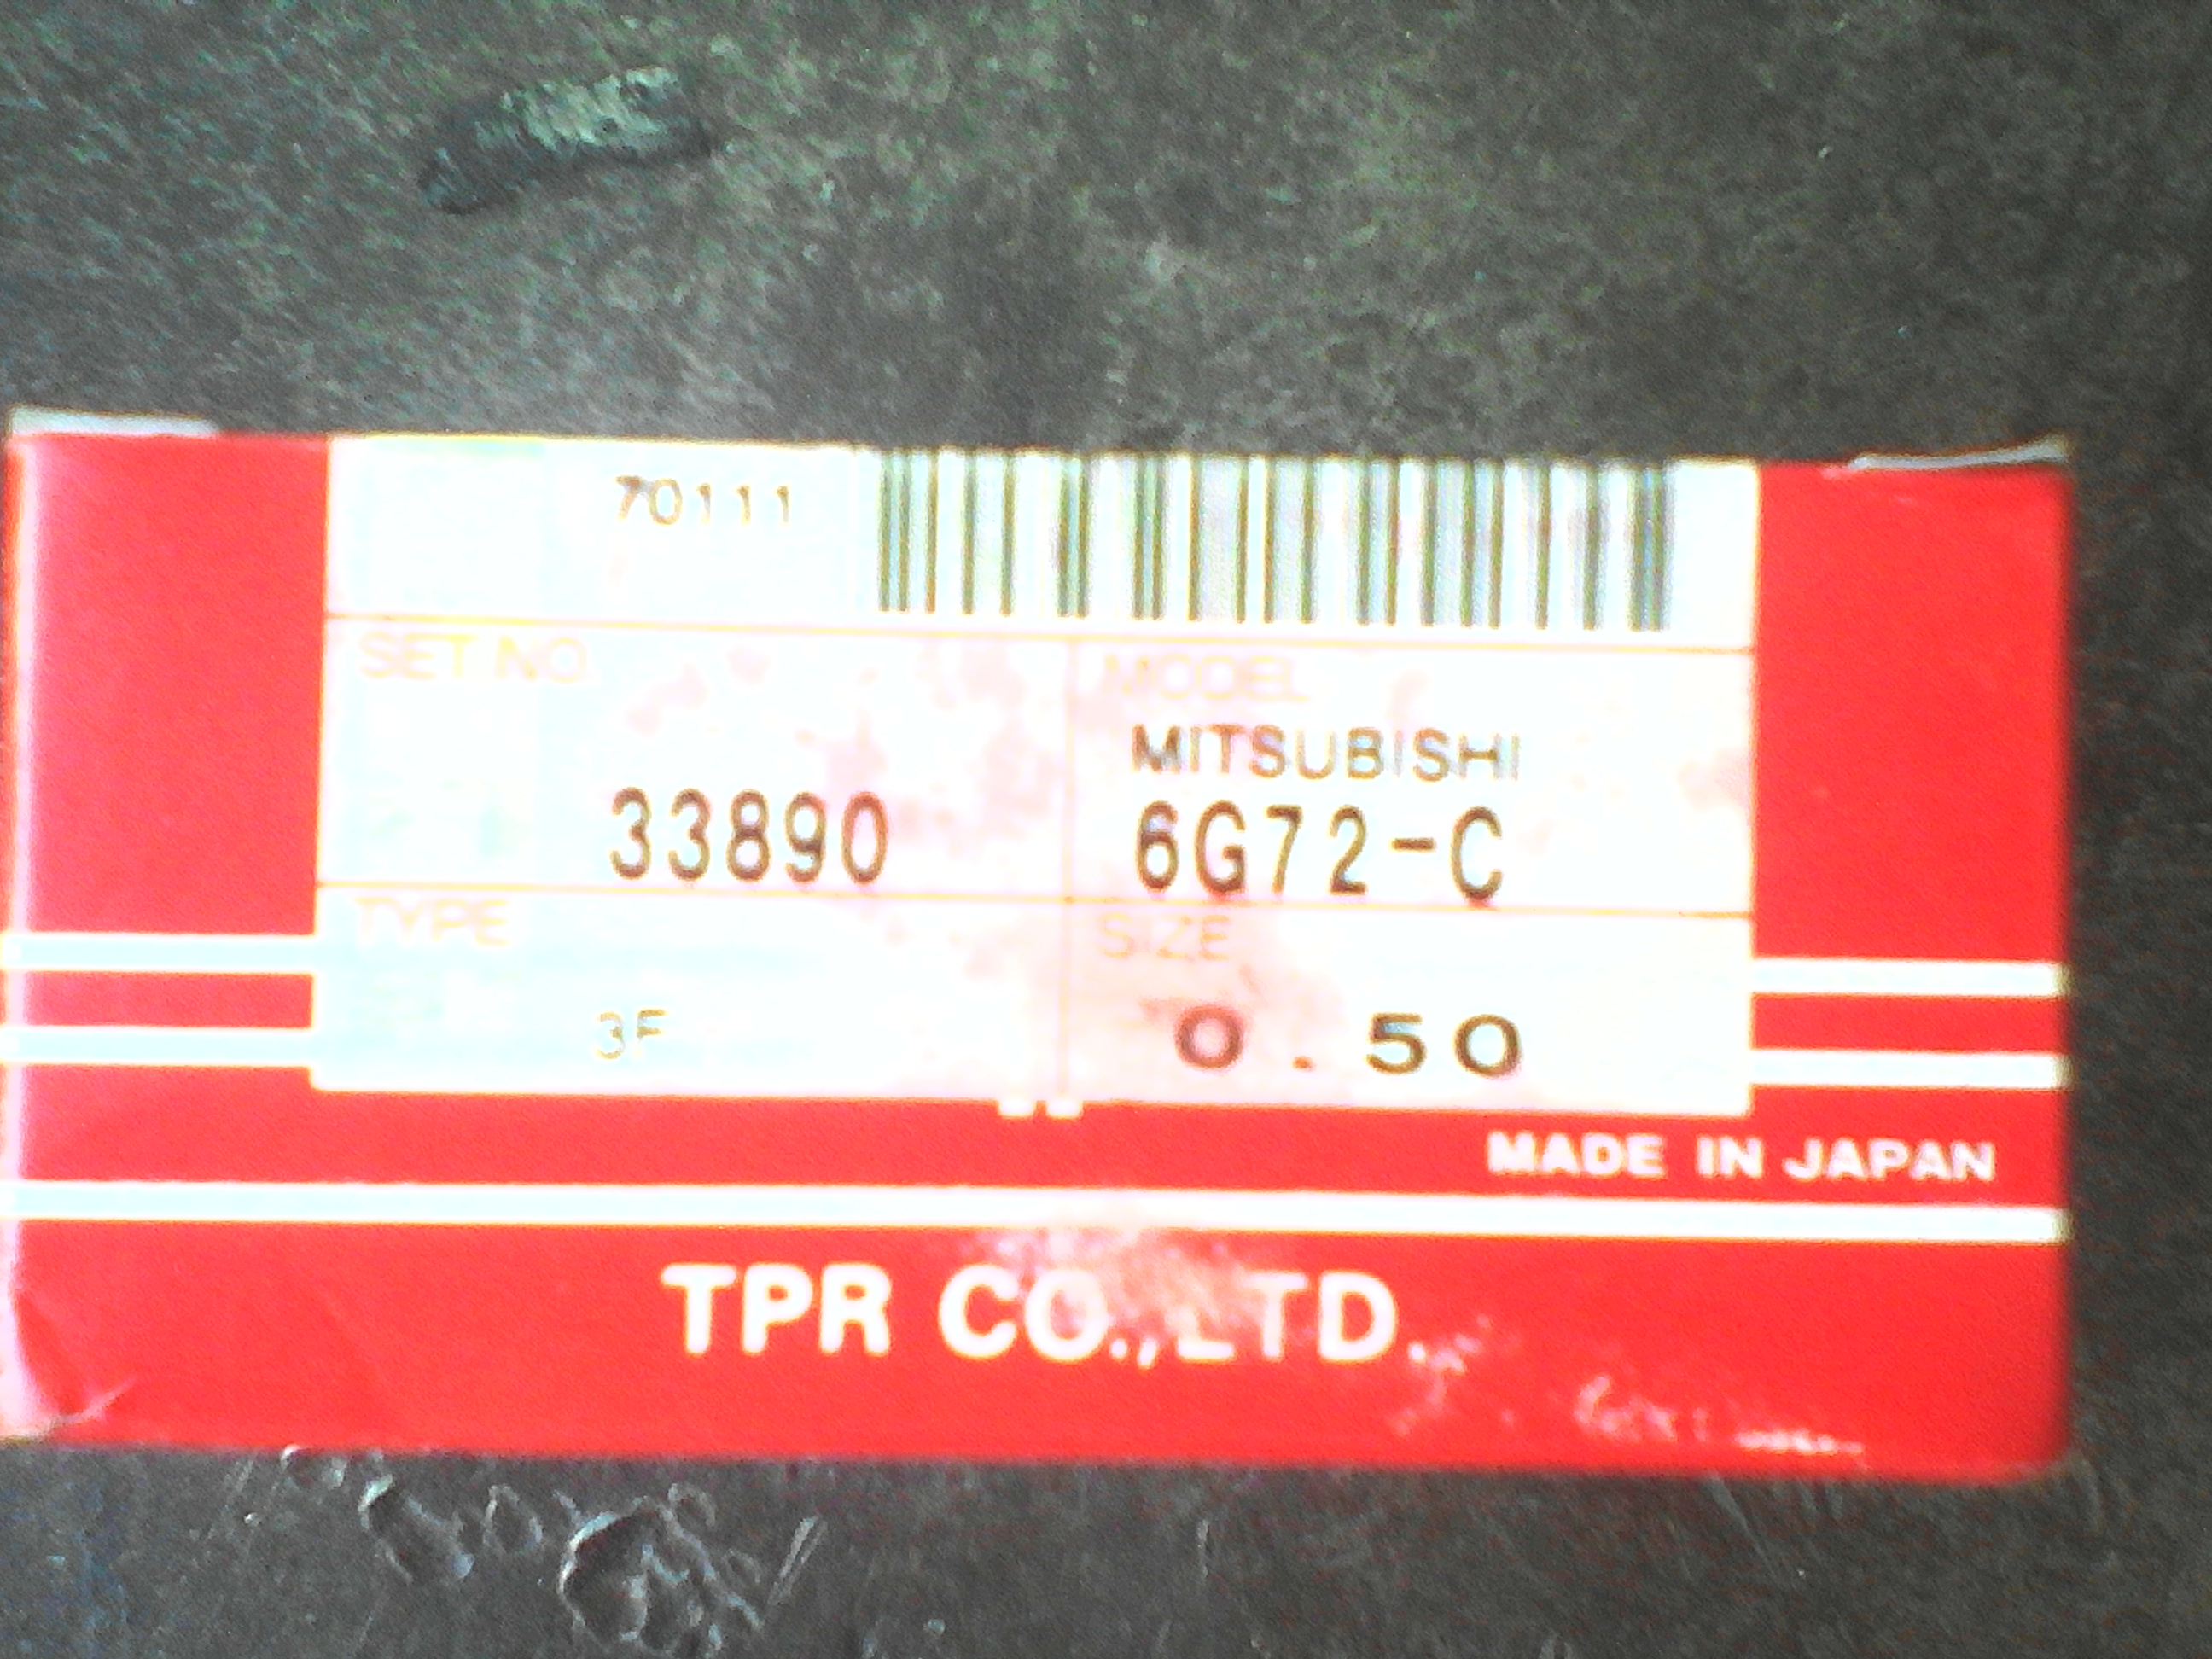 70111
SET NO.
MODEL
MITSUBISHI
33890
6G72-C
TYPE
SIZE
3F
0.50
MADE IN JAPAN
TPR CO.,LTD.